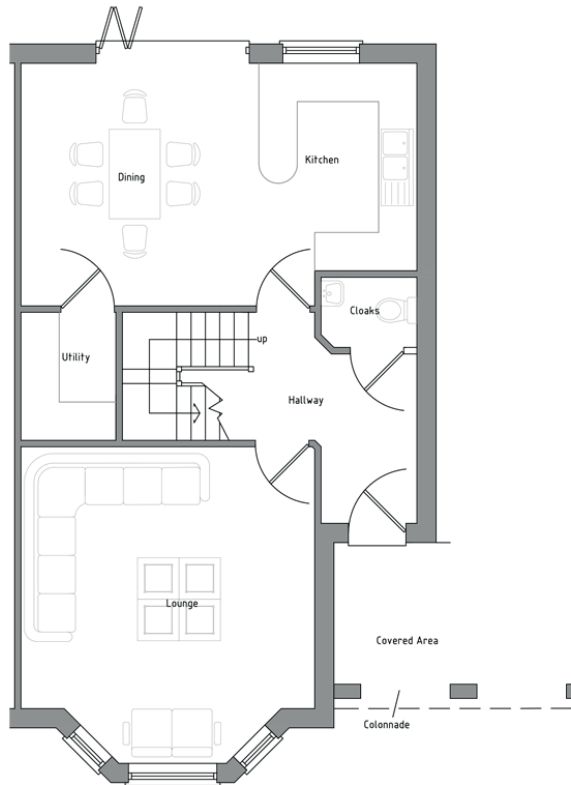 Kitchen
Dining
Cloaks
up
Utility
Hallway
Lounge
Covered Area
Colonnade